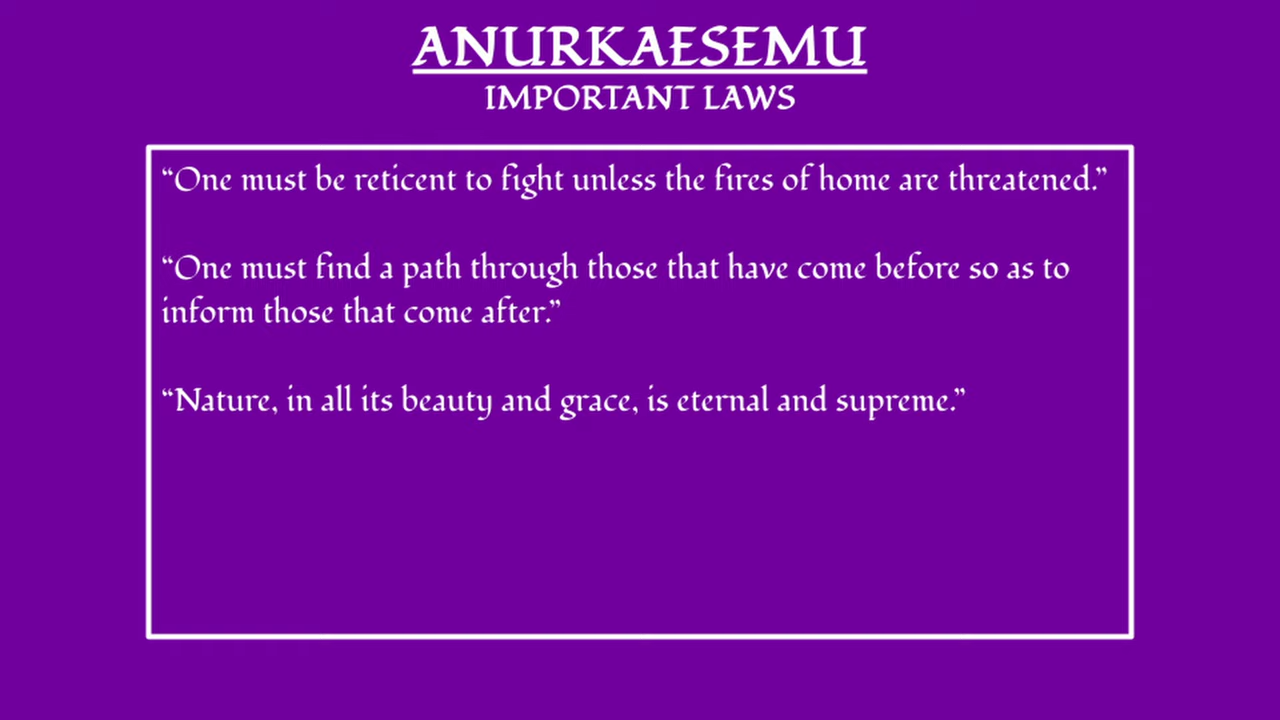 ANURKAESEMU
IMPORTANT LAWS
“One must be reticent to fight unless the fires of home are threatened.”
“One must find a path through those that have come before so as to
inform those that come after.”
“Nature, in all its beauty and grace, is eternal and supreme.”